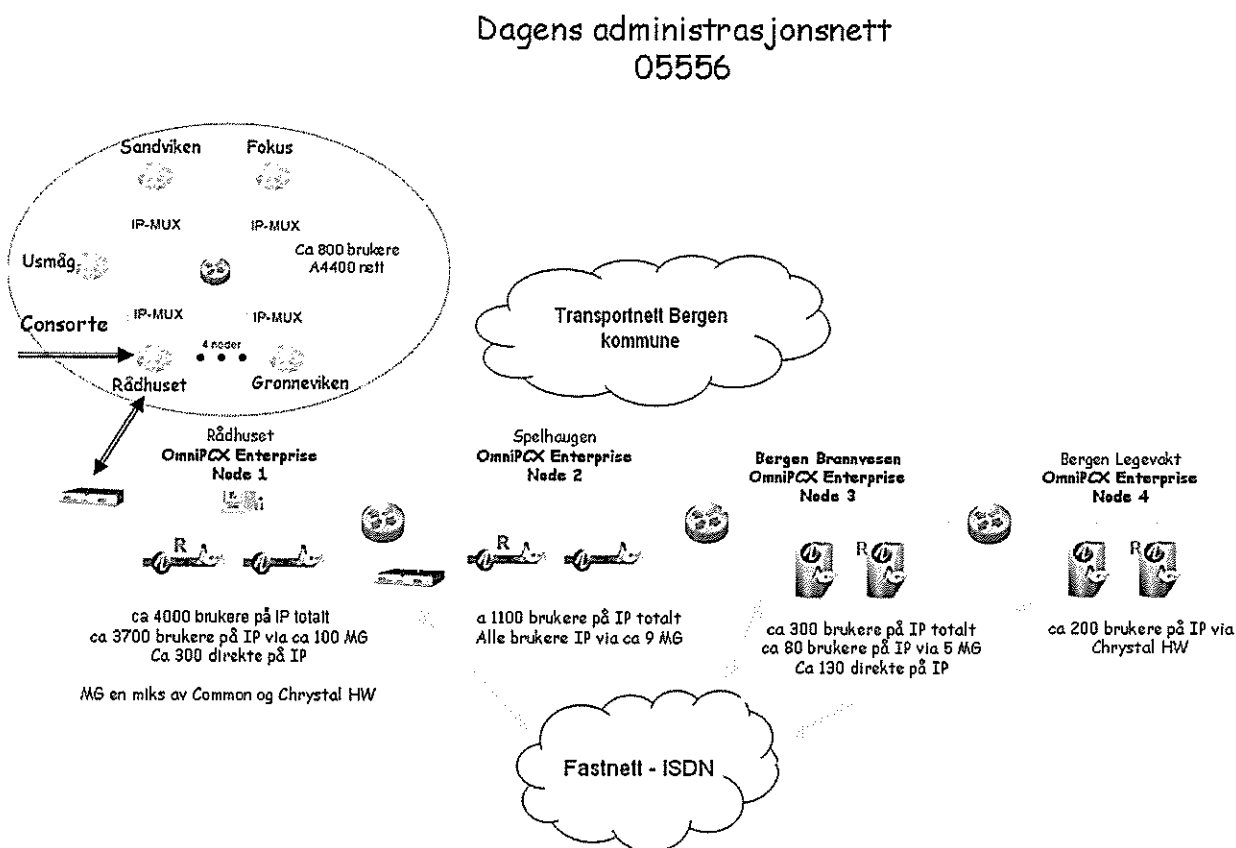 Dagens administrasjonsnett
05556
Sandviken
Fokus
IP-MUX
IP-MUX
Usmåg
Ca 800 brukere
A4400 nett
IP-MUX
IP-MUX
Consorte
4 noder
Rådhuset
Grønneviken
Transportnett Bergen
kommune
Rådhuset
OmniPCX Enterprise
Node 1
R
ca 4000 brukere på IP totalt
ca 3700 brukere på IP via ca 100 MG
Ca 300 direkte på IP
MG en miks av Common og Chrystal HW
Spelhaugen
OmniPCX Enterprise
Node 2
R
a 1100 brukere på IP totalt
Alle brukere IP via ca 9 MG
Bergen Brannvesen
OmniPCX Enterprise
Node 3
R
ca 300 brukere på IP totalt
ca 80 brukere på IP via 5 MG
Ca 130 direkte på IP
Bergen Legevakt
OmniPCX Enterprise
Node 4
R
ca 200 brukere på IP via
Chrystal HW
Fastnett - ISDN